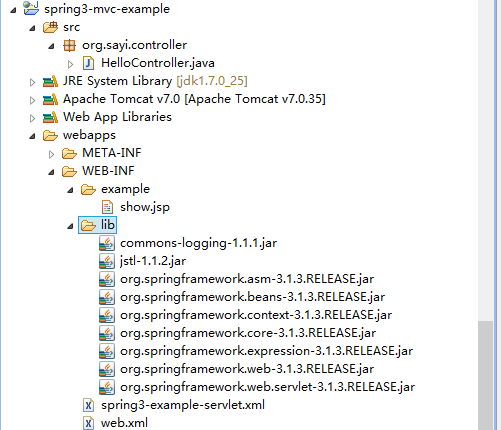 spring3-mvc-example
src
org.sayi.controller
HelloController.java
JRE System Library [jdk1.7.0_25]
Apache Tomcat v7.0 [Apache Tomcat v7.0.35]
Web App Libraries
webapps
META-INF
WEB-INF
example
show.jsp
lib
commons-logging-1.1.1.jar
jstl-1.1.2.jar
org.springframework.asm-3.1.3.RELEASE.jar
org.springframework.beans-3.1.3.RELEASE.jar
org.springframework.context-3.1.3.RELEASE.jar
org.springframework.core-3.1.3.RELEASE.jar
org.springframework.expression-3.1.3.RELEASE.jar
org.springframework.web-3.1.3.RELEASE.jar
org.springframework.web.servlet-3.1.3.RELEASE.jar
spring3-example-servlet.xml
web.xml